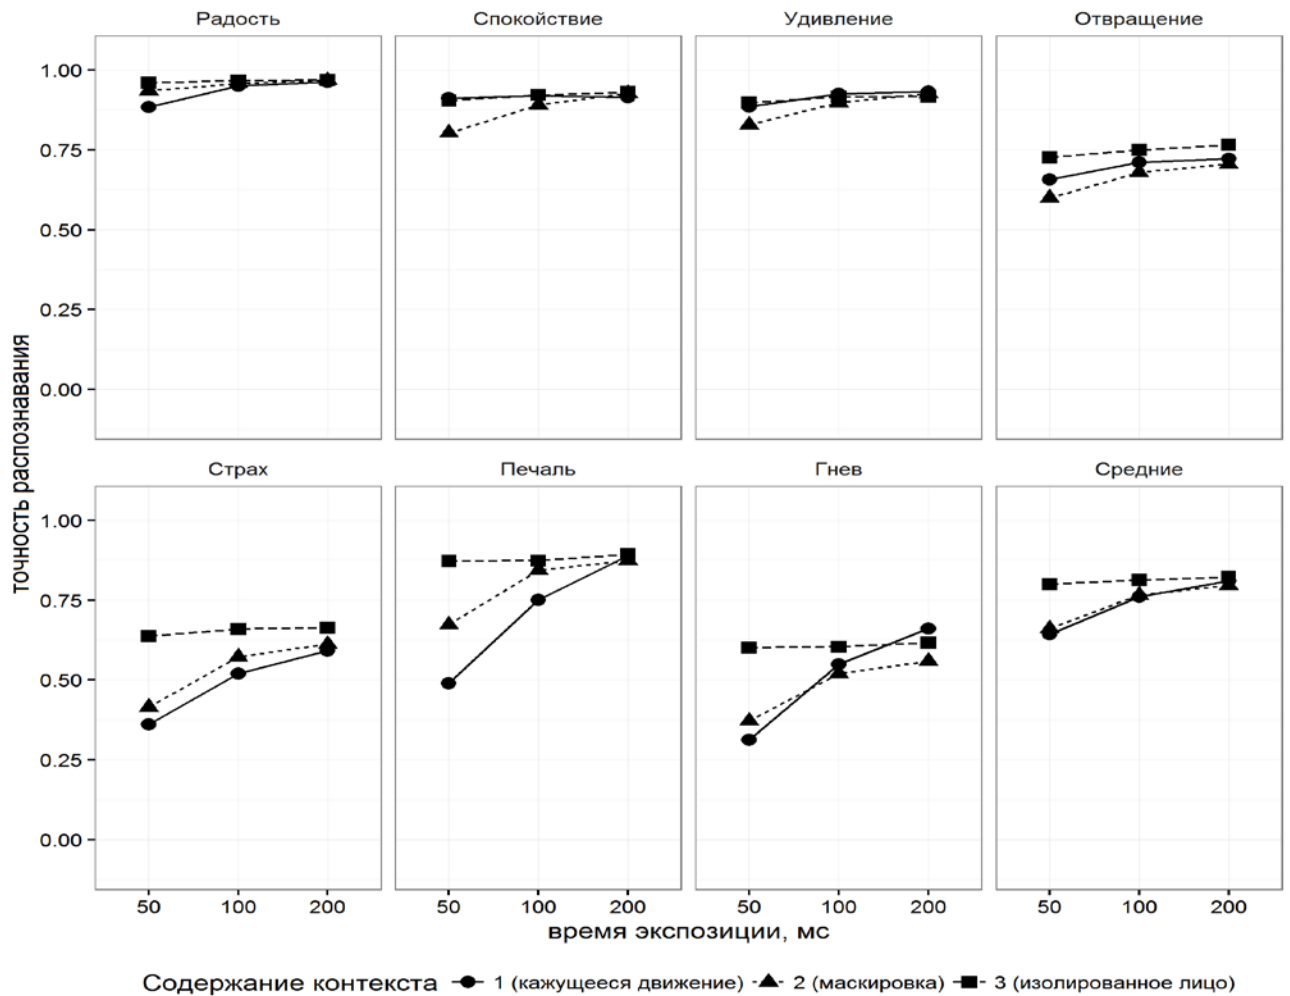 Радость Спокойствие Удивление Отвращение
1.00
0.75
0.50
0.25
0.00
точность распознавания
Страх Печаль Гнев Средние
1.00
0.75
0.50
0.25
0.00
50 100 200 50 100 200 50 100 200 50 100 200
время экспозиции, мс
Содержание контекста 1 (кажущееся движение) 2 (маскировка) 3 (изолированное лицо)